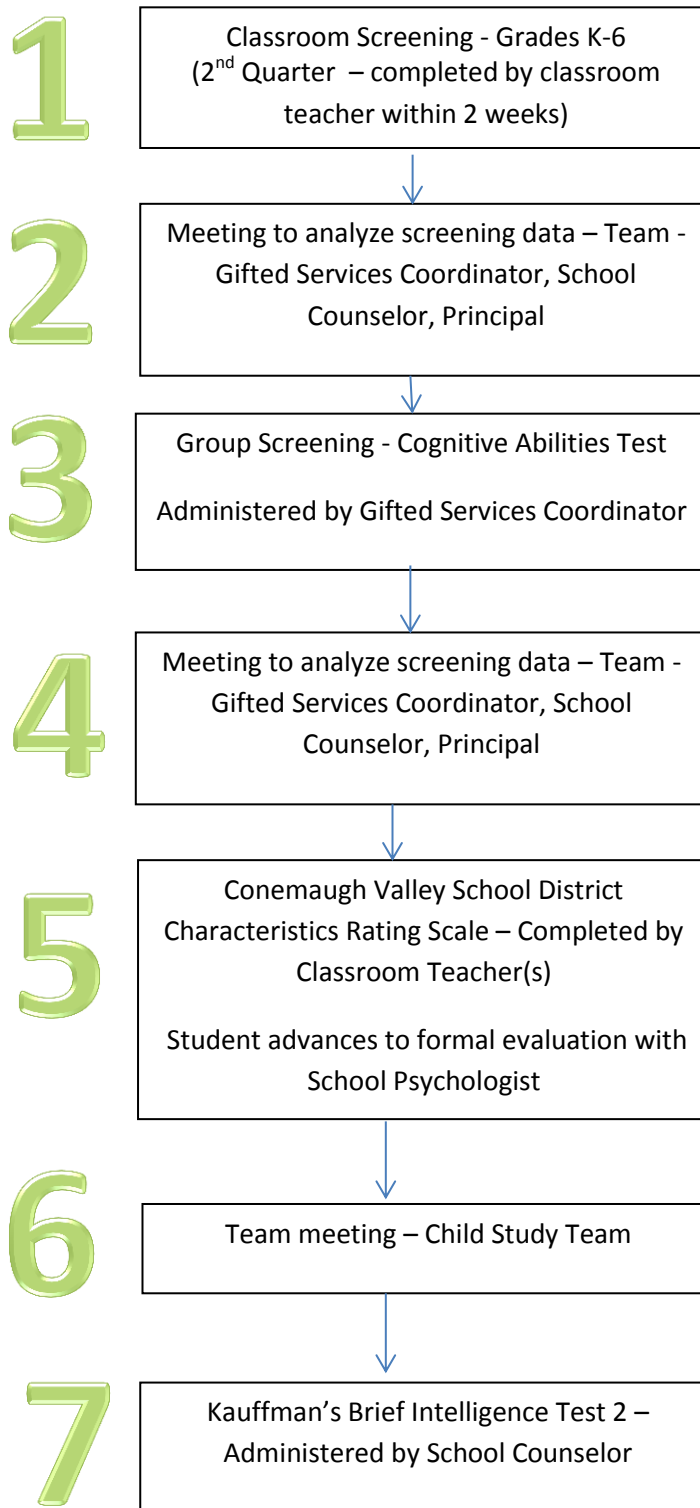 1
Classroom Screening - Grades K-6
(2nd Quarter – completed by classroom
teacher within 2 weeks)
2
Meeting to analyze screening data – Team -
Gifted Services Coordinator, School
Counselor, Principal
3
Group Screening - Cognitive Abilities Test
Administered by Gifted Services Coordinator
4
Meeting to analyze screening data – Team -
Gifted Services Coordinator, School
Counselor, Principal
5
Conemaugh Valley School District
Characteristics Rating Scale – Completed by
Classroom Teacher(s)
Student advances to formal evaluation with
School Psychologist
6
Team meeting – Child Study Team
7
Kauffman’s Brief Intelligence Test 2 –
Administered by School Counselor